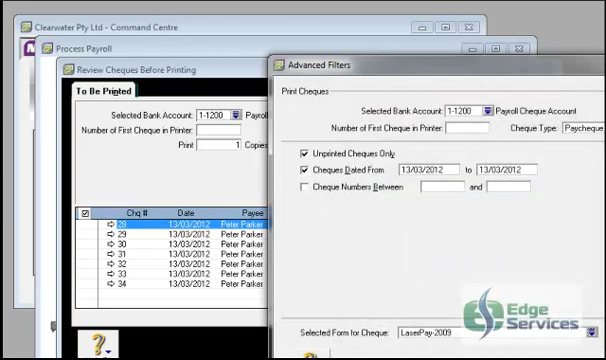 Clearwater Pty Ltd - Command Centre
Process Payroll
Review Cheques Before Printing
To Be Printed
Selected Bank Account: 1-1200 Payroll
Number of First Cheque in Printer:
Print 1 Copies
Chq # Date Payee
28 13/03/2012 Peter Parker
29 13/03/2012 Peter Parker
30 13/03/2012 Peter Parker
31 13/03/2012 Peter Parker
32 13/03/2012 Peter Parker
33 13/03/2012 Peter Parker
34 13/03/2012 Peter Parker
Advanced Filters
Print Cheques
Selected Bank Account: 1-1200 Payroll Cheque Account
Number of First Cheque in Printer: Cheque Type: Paycheque
Unprinted Cheques Only
Cheques Dated From 13/03/2012 to 13/03/2012
Cheque Numbers Between and
Selected Form for Cheque: LaserPay-2009
Edge
Services